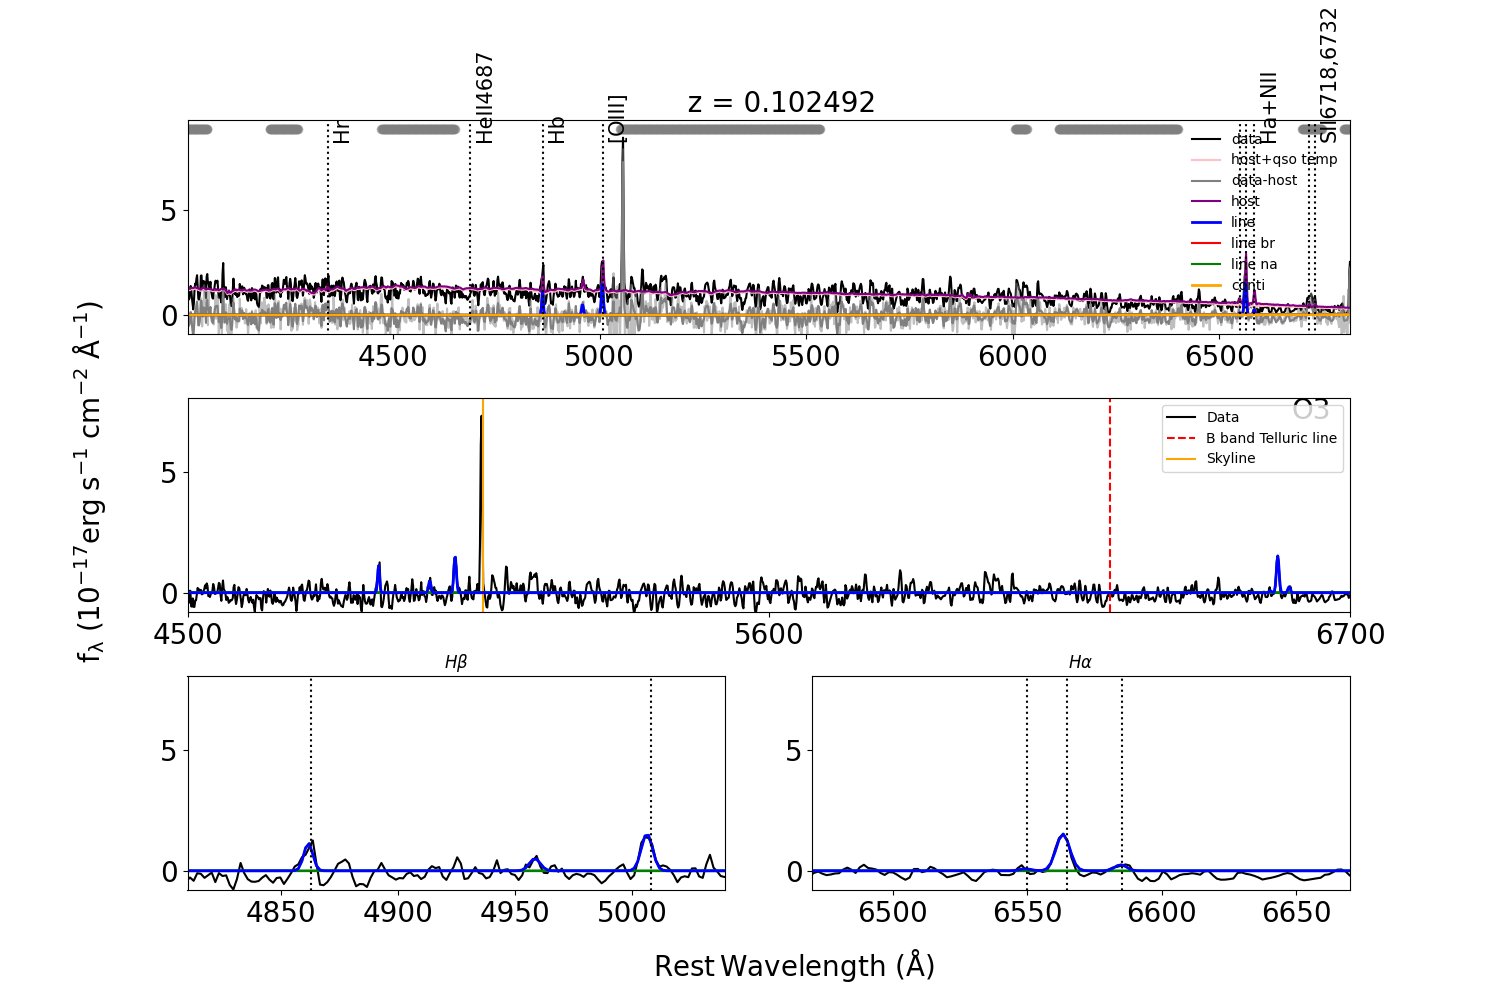 z = 0.102492
Hr
HeII4687
Hb
[OIII]
Ha+NII
SII6718,6732
data
host+qso temp
data-host
host
line
line br
line na
conti
5
0
4500
5000
5500
6000
6500
fλ (10−17erg s−1 cm−2 Å−1)
O3
Data
B band Telluric line
Skyline
5
0
4500
5600
6700
Hβ
5
0
4850
4900
4950
5000
Hα
5
0
6500
6550
6600
6650
Rest Wavelength (Å)